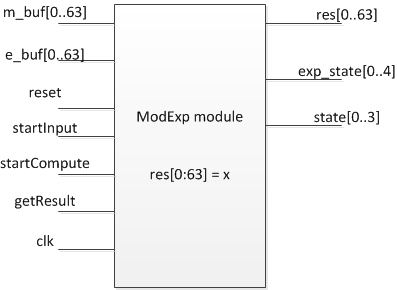 m_buf[0..63]
e_buf[0..63]
reset
startInput
startCompute
getResult
clk
ModExp module
res[0:63] = x
res[0..63]
exp_state[0..4]
state[0..3]